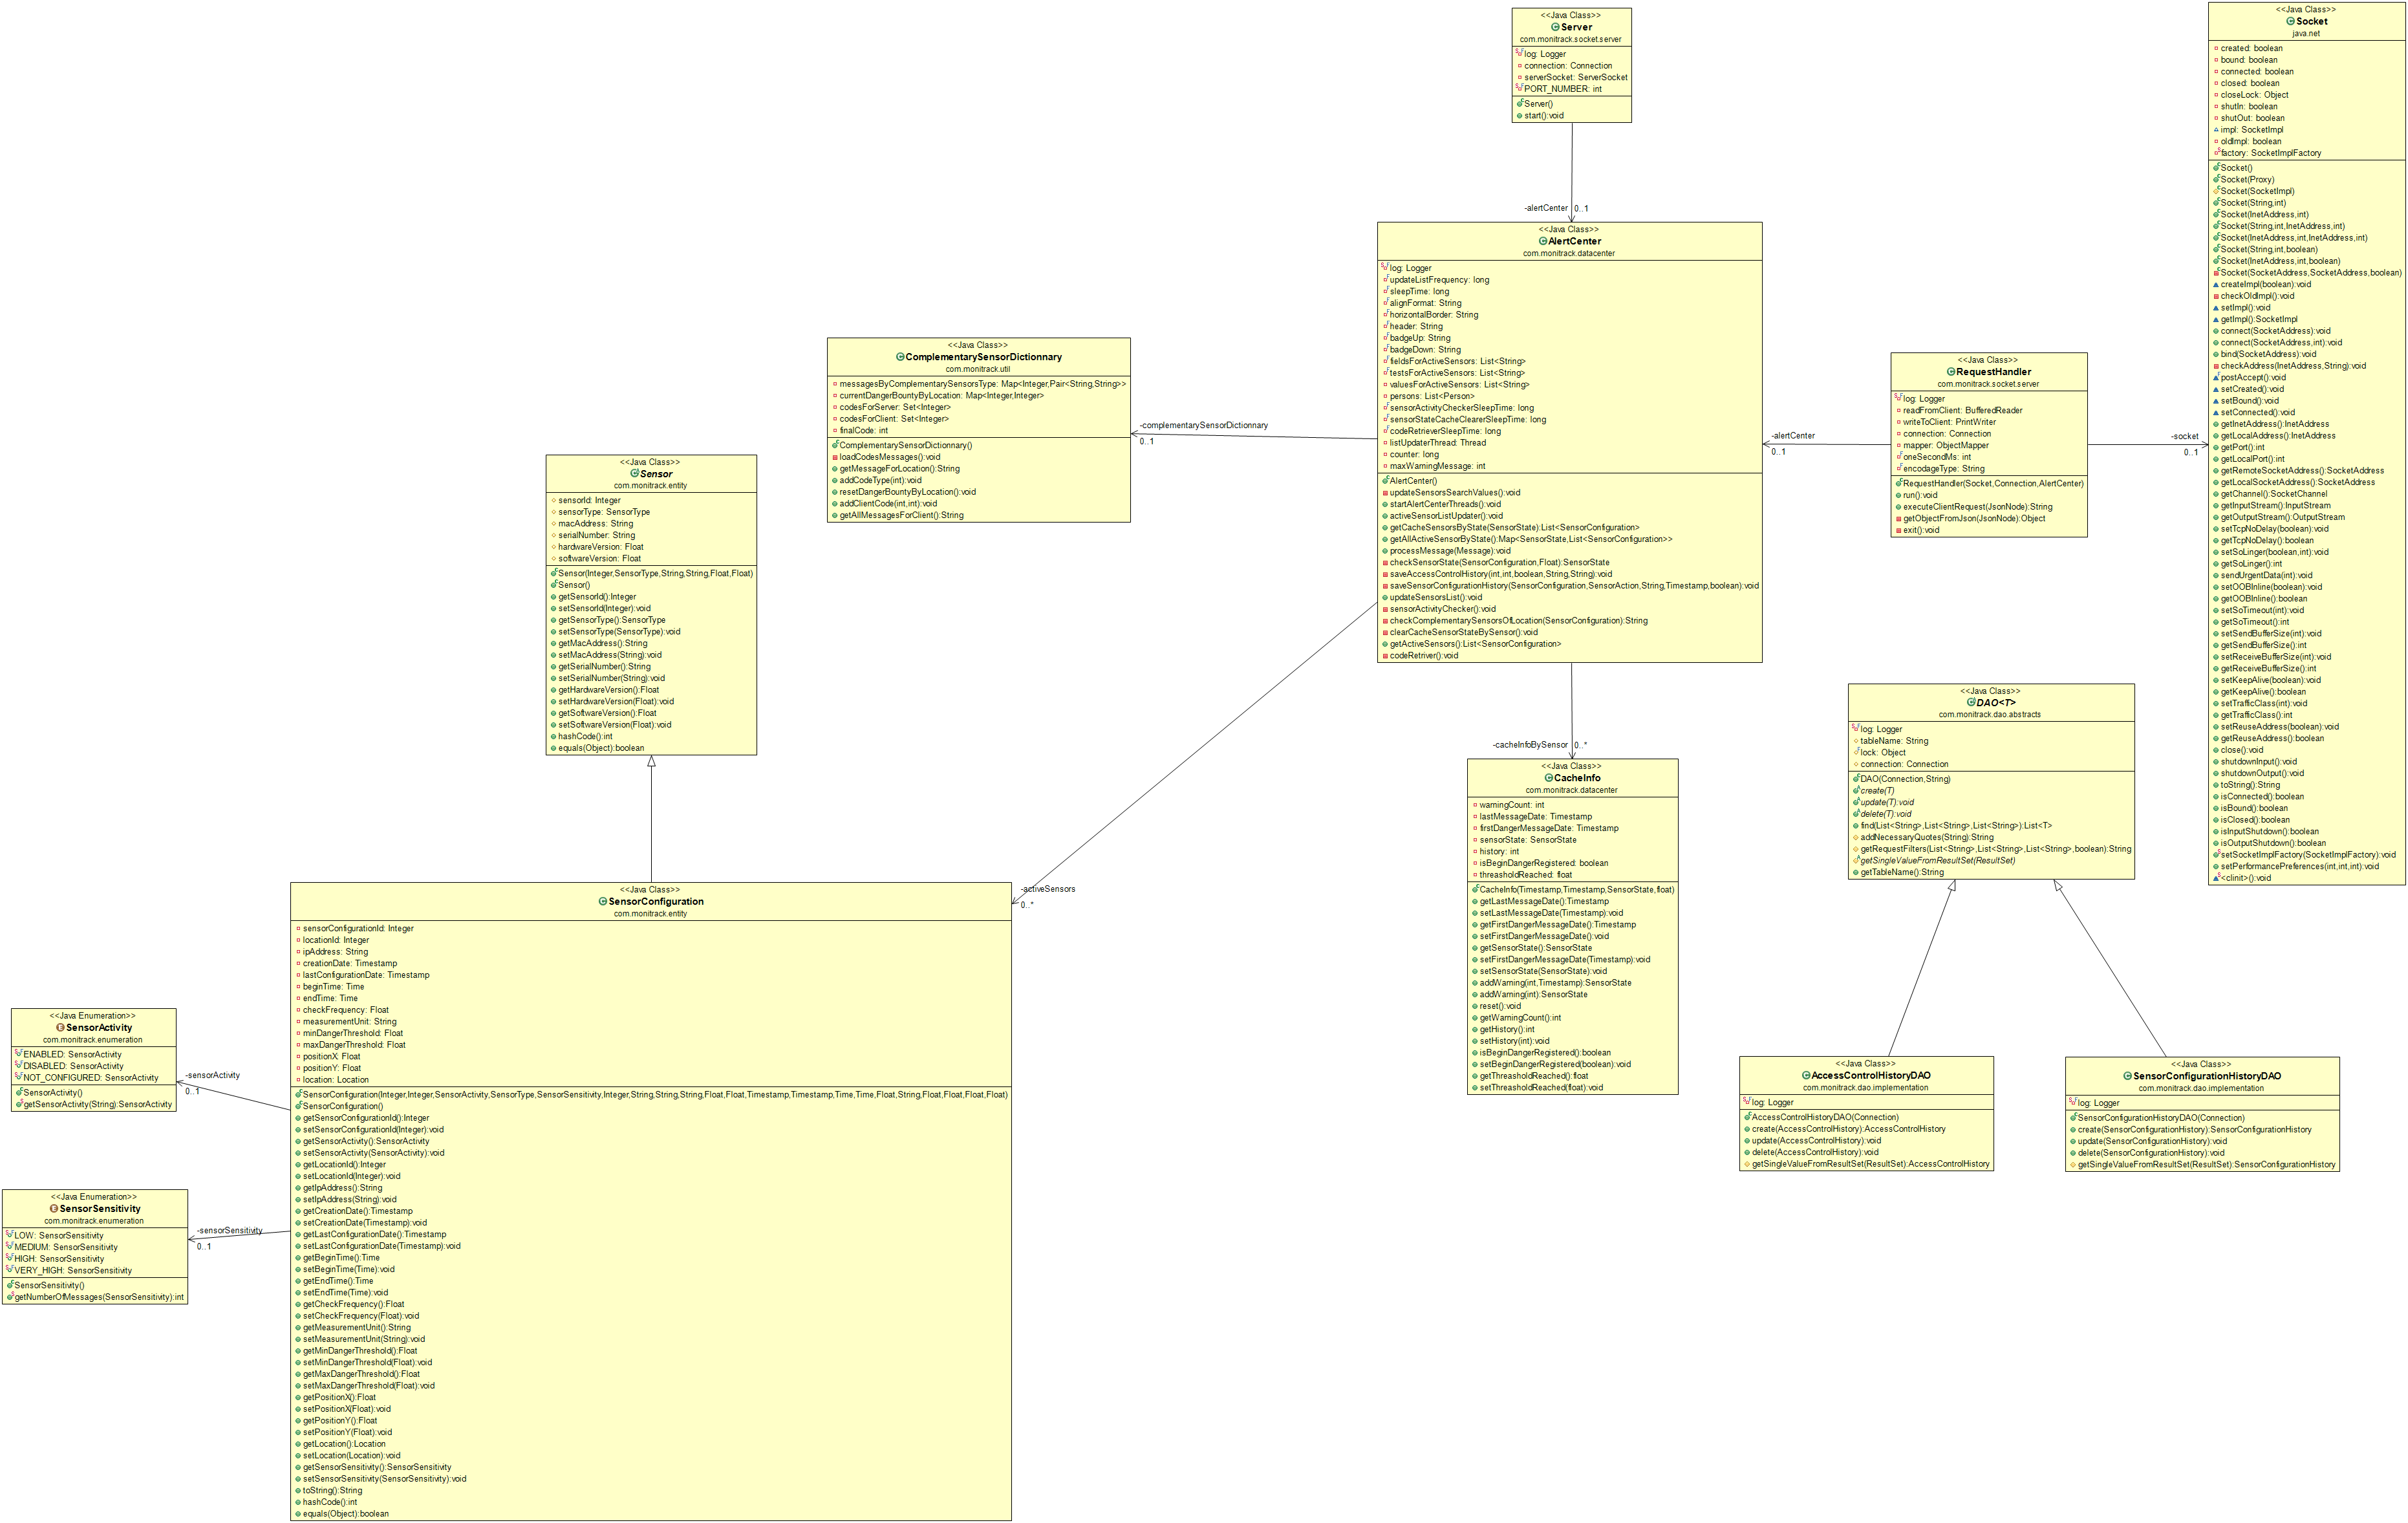 <<Java Class>>
Server
com.monitrack.socket.server
log: Logger
connection: Connection
serverSocket: ServerSocket
PORT_NUMBER: int
Server()
start():void
-alertCenter
0..1
<<Java Class>>
Socket
java.net
created: boolean
bound: boolean
connected: boolean
closed: boolean
closeLock: Object
shutIn: boolean
shutOut: boolean
impl: SocketImpl
oldImpl: boolean
factory: SocketImplFactory
Socket()
Socket(Proxy)
Socket(SocketImpl)
Socket(String,int)
Socket(InetAddress,int)
Socket(String,int,InetAddress,int)
Socket(InetAddress,int,InetAddress,int)
Socket(String,int,boolean)
Socket(InetAddress,int,boolean)
Socket(SocketAddress,SocketAddress,boolean)
createImpl(boolean):void
checkOldImpl():void
setImpl():void
getImpl():SocketImpl
connect(SocketAddress):void
connect(SocketAddress,int):void
bind(SocketAddress):void
checkAddress(InetAddress,String):void
postAccept():void
setCreated():void
setBound():void
setConnected():void
getInetAddress():InetAddress
getLocalAddress():InetAddress
getPort():int
getLocalPort():int
getRemoteSocketAddress():SocketAddress
getLocalSocketAddress():SocketAddress
getChannel():SocketChannel
getInputStream():InputStream
getOutputStream():OutputStream
setTcpNoDelay(boolean):void
getTcpNoDelay():boolean
setSoLinger(boolean,int):void
getSoLinger():int
sendUrgentData(int):void
setOOBInline(boolean):void
getOOBInline():boolean
setSoTimeout(int):void
getSoTimeout():int
setSendBufferSize(int):void
getSendBufferSize():int
setReceiveBufferSize(int):void
getReceiveBufferSize():int
setKeepAlive(boolean):void
getKeepAlive():boolean
setTrafficClass(int):void
getTrafficClass():int
setReuseAddress(boolean):void
getReuseAddress():boolean
close():void
shutdownInput():void
shutdownOutput():void
toString():String
isConnected():boolean
isBound():boolean
isClosed():boolean
isInputShutdown():boolean
isOutputShutdown():boolean
setSocketImplFactory(SocketImplFactory):void
setPerformancePreferences(int,int,int):void
<clinit>():void
<<Java Class>>
AlertCenter
com.monitrack.datacenter
log: Logger
updateListFrequency: long
sleepTime: long
alignFormat: String
horizontalBorder: String
header: String
badgeUp: String
badgeDown: String
fieldsForActiveSensors: List<String>
testsForActiveSensors: List<String>
valuesForActiveSensors: List<String>
persons: List<Person>
sensorActivityCheckerSleepTime: long
sensorStateCacheClearerSleepTime: long
codeRetrieverSleepTime: long
listUpdaterThread: Thread
counter: long
maxWarningMessage: int
AlertCenter()
updateSensorsSearchValues():void
startAlertCenterThreads():void
activeSensorListUpdater():void
getCacheSensorsByState(SensorState):List<SensorConfiguration>
getAllActiveSensorByState():Map<SensorState,List<SensorConfiguration>>
processMessage(Message):void
checkSensorState(SensorConfiguration,Float):SensorState
saveAccessControlHistory(int,int,boolean,String,String):void
saveSensorConfigurationHistory(SensorConfiguration,SensorAction,String,Timestamp,boolean):void
updateSensorsList():void
sensorActivityChecker():void
checkComplementarySensorsOfLocation(SensorConfiguration):String
clearCacheSensorStateBySensor():void
getActiveSensors():List<SensorConfiguration>
codeRetriver():void
<<Java Class>>
ComplementarySensorDictionnary
com.monitrack.util
messagesByComplementarySensorsType: Map<Integer,Pair<String,String>>
currentDangerBountyByLocation: Map<Integer,Integer>
codesForServer: Set<Integer>
codesForClient: Set<Integer>
finalCode: int
ComplementarySensorDictionnary()
loadCodesMessages():void
getMessageForLocation():String
addCodeType(int):void
resetDangerBountyByLocation():void
addClientCode(int,int):void
getAllMessagesForClient():String
-complementarySensorDictionnary
0..1
<<Java Class>>
RequestHandler
com.monitrack.socket.server
log: Logger
readFromClient: BufferedReader
writeToClient: PrintWriter
connection: Connection
mapper: ObjectMapper
oneSecondMs: int
encodageType: String
RequestHandler(Socket,Connection,AlertCenter)
run():void
executeClientRequest(JsonNode):String
getObjectFromJson(JsonNode):Object
exit():void
-alertCenter
0..1
-socket
0..1
<<Java Class>>
Sensor
com.monitrack.entity
sensorId: Integer
sensorType: SensorType
macAddress: String
serialNumber: String
hardwareVersion: Float
softwareVersion: Float
Sensor(Integer,SensorType,String,String,Float,Float)
Sensor()
getSensorId():Integer
setSensorId(Integer):void
getSensorType():SensorType
setSensorType(SensorType):void
getMacAddress():String
setMacAddress(String):void
getSerialNumber():String
setSerialNumber(String):void
getHardwareVersion():Float
setHardwareVersion(Float):void
getSoftwareVersion():Float
setSoftwareVersion(Float):void
hashCode():int
equals(Object):boolean
<<Java Class>>
DAO<T>
com.monitrack.dao.abstracts
log: Logger
tableName: String
lock: Object
connection: Connection
DAO(Connection,String)
create(T)
update(T):void
delete(T):void
find(List<String>,List<String>,List<String>):List<T>
addNecessaryQuotes(String):String
getRequestFilters(List<String>,List<String>,List<String>,boolean):String
getSingleValueFromResultSet(ResultSet)
getTableName():String
-cacheInfoBySensor
0..*
<<Java Class>>
CacheInfo
com.monitrack.datacenter
warningCount: int
lastMessageDate: Timestamp
firstDangerMessageDate: Timestamp
sensorState: SensorState
history: int
isBeginDangerRegistered: boolean
threasholdReached: float
CacheInfo(Timestamp,Timestamp,SensorState,float)
getLastMessageDate():Timestamp
setLastMessageDate(Timestamp):void
getFirstDangerMessageDate():Timestamp
setFirstDangerMessageDate():void
getSensorState():SensorState
setFirstDangerMessageDate(Timestamp):void
setSensorState(SensorState):void
addWarning(int,Timestamp):SensorState
addWarning(int):SensorState
reset():void
getWarningCount():int
getHistory():int
setHistory(int):void
isBeginDangerRegistered():boolean
setBeginDangerRegistered(boolean):void
getThreasholdReached():float
setThreasholdReached(float):void
-activeSensors
0..*
<<Java Class>>
SensorConfiguration
com.monitrack.entity
sensorConfigurationId: Integer
locationId: Integer
ipAddress: String
creationDate: Timestamp
lastConfigurationDate: Timestamp
beginTime: Time
endTime: Time
checkFrequency: Float
measurementUnit: String
minDangerThreshold: Float
maxDangerThreshold: Float
positionX: Float
positionY: Float
location: Location
SensorConfiguration(Integer,Integer,SensorActivity,SensorType,SensorSensitivity,Integer,String,String,String,Float,Float,Timestamp,Timestamp,Time,Time,Float,String,Float,Float,Float,Float)
SensorConfiguration()
getSensorConfigurationId():Integer
setSensorConfigurationId(Integer):void
getSensorActivity():SensorActivity
setSensorActivity(SensorActivity):void
getLocationId():Integer
setLocationId(Integer):void
getIpAddress():String
setIpAddress(String):void
getCreationDate():Timestamp
setCreationDate(Timestamp):void
getLastConfigurationDate():Timestamp
setLastConfigurationDate(Timestamp):void
getBeginTime():Time
setBeginTime(Time):void
getEndTime():Time
setEndTime(Time):void
getCheckFrequency():Float
setCheckFrequency(Float):void
getMeasurementUnit():String
setMeasurementUnit(String):void
getMinDangerThreshold():Float
setMinDangerThreshold(Float):void
getMaxDangerThreshold():Float
setMaxDangerThreshold(Float):void
getPositionX():Float
setPositionX(Float):void
getPositionY():Float
setPositionY(Float):void
getLocation():Location
setLocation(Location):void
getSensorSensitivity():SensorSensitivity
setSensorSensitivity(SensorSensitivity):void
toString():String
hashCode():int
equals(Object):boolean
<<Java Enumeration>>
SensorActivity
com.monitrack.enumeration
ENABLED: SensorActivity
DISABLED: SensorActivity
NOT_CONFIGURED: SensorActivity
SensorActivity()
getSensorActivity(String):SensorActivity
-sensorActivity
0..1
<<Java Enumeration>>
SensorSensitivity
com.monitrack.enumeration
LOW: SensorSensitivity
MEDIUM: SensorSensitivity
HIGH: SensorSensitivity
VERY_HIGH: SensorSensitivity
SensorSensitivity()
getNumberOfMessages(SensorSensitivity):int
-sensorSensitivity
0..1
<<Java Class>>
AccessControlHistoryDAO
com.monitrack.dao.implementation
log: Logger
AccessControlHistoryDAO(Connection)
create(AccessControlHistory):AccessControlHistory
update(AccessControlHistory):void
delete(AccessControlHistory):void
getSingleValueFromResultSet(ResultSet):AccessControlHistory
<<Java Class>>
SensorConfigurationHistoryDAO
com.monitrack.dao.implementation
log: Logger
SensorConfigurationHistoryDAO(Connection)
create(SensorConfigurationHistory):SensorConfigurationHistory
update(SensorConfigurationHistory):void
delete(SensorConfigurationHistory):void
getSingleValueFromResultSet(ResultSet):SensorConfigurationHistory